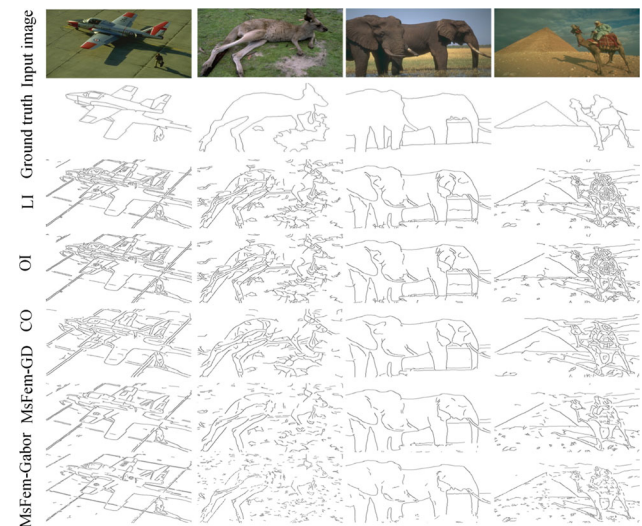 Input image
Ground truth
LI
OI
CO
MsFem-GD
MsFem-Gabor